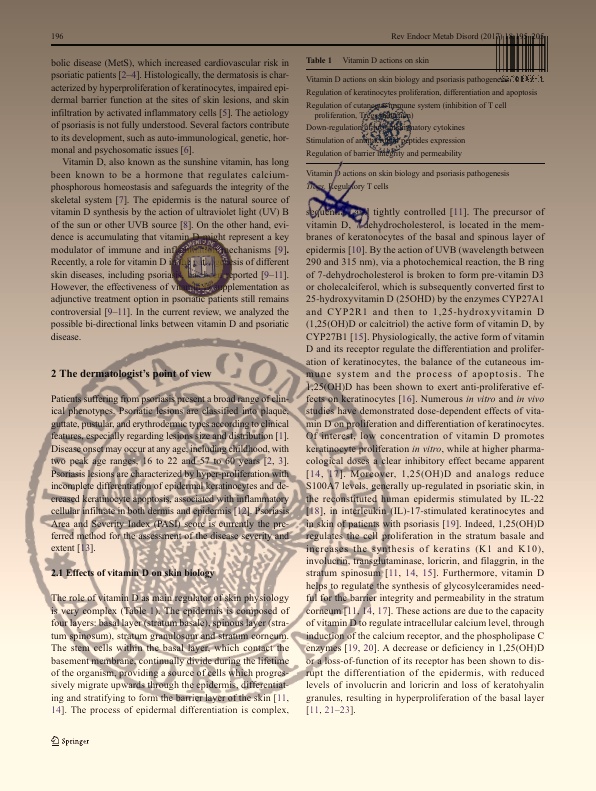 196
Rev Endocr Metab Disord (2017) 18:195–205
bolic disease (MetS), which increased cardiovascular risk in
psoriatic patients [2–4]. Histologically, the dermatosis is char-
acterized by hyperproliferation of keratinocytes, impaired epi-
dermal barrier function at the sites of skin lesions, and skin
infiltration by activated inflammatory cells [5]. The aetiology
of psoriasis is not fully understood. Several factors contribute
to its development, such as auto-immunological, genetic, hor-
monal and psychosomatic issues [6].
Vitamin D, also known as the sunshine vitamin, has long
been known to be a hormone that regulates calcium-
phosphorous homeostasis and safeguards the integrity of the
skeletal system [7]. The epidermis is the natural source of
vitamin D synthesis by the action of ultraviolet light (UV) B
of the sun or other UVB source [8]. On the other hand, evi-
dence is accumulating that vitamin D might represent a key
modulator of immune and mechanisms [9].
Recently, a role for vitamin D of different
skin diseases, including psoriasis reported [9–11].
However, the effectiveness of vitamin supplementation as
adjunctive treatment option in psoriatic patients still remains
controversial [9–11]. In the current review, we analyzed the
possible bi-directional links between vitamin D and psoriatic
disease.
2 The dermatologist's point of view
Patients suffering from psoriasis present a broad range of clin-
ical phenotypes. Psoriatic lesions are classified into plaque,
guttate, pustular, and erythrodermic types according to clinical
features, especially regarding lesions size and distribution [1].
Disease onset may occur at any age, including childhood, with
two peak age ranges, 16 to 22 and 57 to 60 years [2, 3].
Psoriasis lesions are characterized by hyper-proliferation with
incomplete differentiation of epidermal keratinocytes and de-
creased keratinocyte apoptosis, associated with inflammatory
cellular infiltrate in both dermis and epidermis [12]. Psoriasis
Area and Severity Index (PASI) score is currently the pre-
ferred method for the assessment of the disease severity and
extent [13].
2.1 Effects of vitamin D on skin biology
The role of vitamin D as main regulator of skin physiology
is very complex (Table 1). The epidermis is composed of
four layers: basal layer (stratum basale), spinous layer (stra-
tum spinosum), stratum granulosum and stratum corneum.
The stem cells within the basal layer, which contact the
basement membrane, continually divide during the lifetime
of the organism, providing a source of cells which progres-
sively migrate upwards through the epidermis, differentiat-
ing and stratifying to form the barrier layer of the skin [11,
14]. The process of epidermal differentiation is complex,
Table 1 Vitamin D actions on skin
Vitamin D actions on skin biology and psoriasis pathogenesis
Regulation of keratinocytes proliferation, differentiation and apoptosis
Regulation of cutaneous immune system (inhibition of T cell
proliferation, Tregs
Down-regulation cytokines
Stimulation of peptides expression
Regulation of barrier integrity and permeability
Vitamin D actions on skin biology and psoriasis pathogenesis
Tregs, Regulatory T cells
and tightly controlled [11]. The precursor of
vitamin D, 7-dehydrocholesterol, is located in the mem-
branes of keratonocytes of the basal and spinous layer of
epidermis [10]. By the action of UVB (wavelength between
290 and 315 nm), via a photochemical reaction, the B ring
of 7-dehydrocholesterol is broken to form pre-vitamin D3
or cholecalciferol, which is subsequently converted first to
25-hydroxyvitamin D (25OHD) by the enzymes CYP27A1
and CYP2R1 and then to 1,25-hydroxyvitamin D
(1,25(OH)D or calcitriol) the active form of vitamin D, by
CYP27B1 [15]. Physiologically, the active form of vitamin
D and its receptor regulate the differentiation and prolifer-
ation of keratinocytes, the balance of the cutaneous im-
mune system and the process of apoptosis. The
1,25(OH)D has been shown to exert anti-proliferative ef-
fects on keratinocytes [16]. Numerous in vitro and in vivo
studies have demonstrated dose-dependent effects of vita-
min D on proliferation and differentiation of keratinocytes.
Of interest, low concentration of vitamin D promotes
keratinocyte proliferation in vitro, while at higher pharma-
cological doses a clear inhibitory effect became apparent
[14, 17]. Moreover, 1,25(OH)D and analogs reduce
S100A7 levels, generally up-regulated in psoriatic skin, in
the reconstituted human epidermis stimulated by IL-22
[18], in interleukin (IL)-17-stimulated keratinocytes and
in skin of patients with psoriasis [19]. Indeed, 1,25(OH)D
regulates the cell proliferation in the stratum basale and
increases the synthesis of keratins (K1 and K10),
involucrin, transglutaminase, loricrin, and filaggrin, in the
stratum spinosum [11, 14, 15]. Furthermore, vitamin D
helps to regulate the synthesis of glycosylceramides need-
ful for the barrier integrity and permeability in the stratum
corneum [11, 14, 17]. These actions are due to the capacity
of vitamin D to regulate intracellular calcium level, through
induction of the calcium receptor, and the phospholipase C
enzymes [19, 20]. A decrease or deficiency in 1,25(OH)D
or a loss-of-function of its receptor has been shown to dis-
rupt the differentiation of the epidermis, with reduced
levels of involucrin and loricrin and loss of keratohyalin
granules, resulting in hyperproliferation of the basal layer
[11, 21–23].
Springer